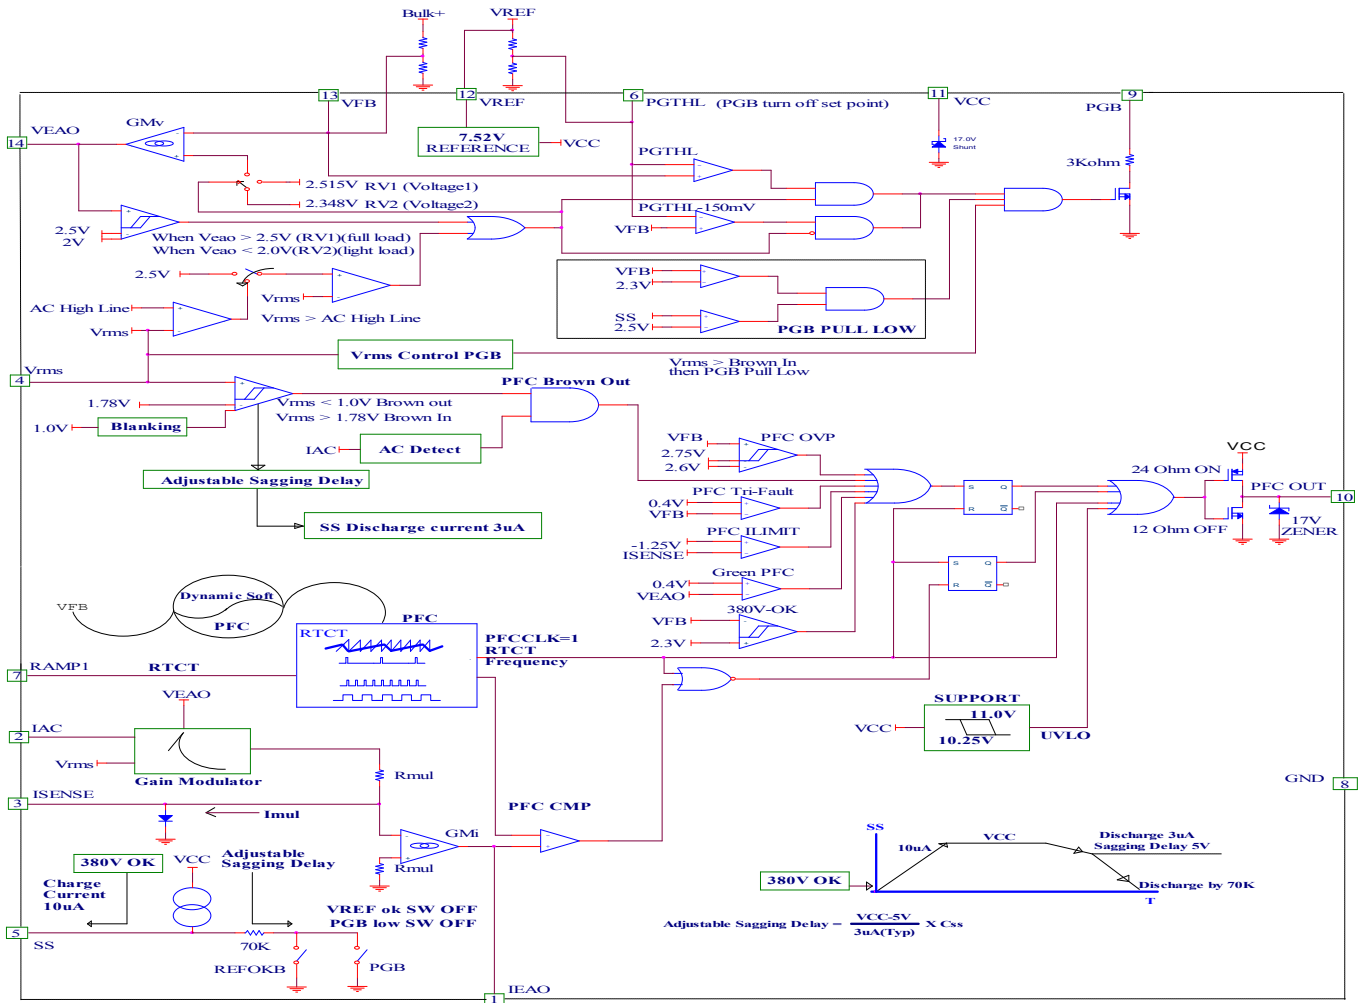 Bulk+
VREF
13
VFB
12
VREF
6
PGTHL
(PGB turn off set point)
11
VCC
9
PGB
14
VEAO
GMv
7.52V
REFERENCE
VCC
17.0V
Shunt
3Kohm
PGTHL
2.515V RV1 (Voltage1)
2.348V RV2 (Voltage2)
PGTHL-150mV
VFB
2.5V
2V
When Veao > 2.5V (RV1)(full load)
When Veao < 2.0V(RV2)(light load)
2.5V
Vrms
Vrms > AC High Line
AC High Line
Vrms
VFB
2.3V
SS
2.5V
PGB PULL LOW
Vrms Control PGB
Vrms > Brown In
then PGB Pull Low
4
Vrms
PFC Brown Out
1.78V
1.0V
Blanking
Vrms < 1.0V Brown out
Vrms > 1.78V Brown In
IAC
AC Detect
Adjustable Sagging Delay
SS Discharge current 3uA
VFB
2.75V
2.6V
PFC OVP
PFC Tri-Fault
0.4V
VFB
PFC ILIMIT
-1.25V
ISENSE
Green PFC
0.4V
VEAO
380V-OK
VFB
2.3V
S
Q
R
Q
S
Q
R
Q
VCC
24 Ohm ON
PFC OUT
10
12 Ohm OFF
17V
ZENER
VFB
Dynamic Soft
PFC
PFC
RTCT
PFCCLK=1
RTCT
Frequency
7
RAMP1
RTCT
VEAO
2
IAC
Vrms
Gain Modulator
Rmul
SUPPORT
VCC
11.0V
10.25V
UVLO
GND
8
3
ISENSE
Imul
PFC CMP
GMi
Rmul
380V OK
VCC
Adjustable
Sagging Delay
Charge
Current
10uA
VREF ok SW OFF
PGB low SW OFF
5
SS
70K
REFOKB
PGB
1
IEAO
SS
10uA
VCC
Discharge 3uA
Sagging Delay 5V
380V OK
Discharge by 70K
T
Adjustable Sagging Delay = VCC-5V
3uA(Typ)
X Css